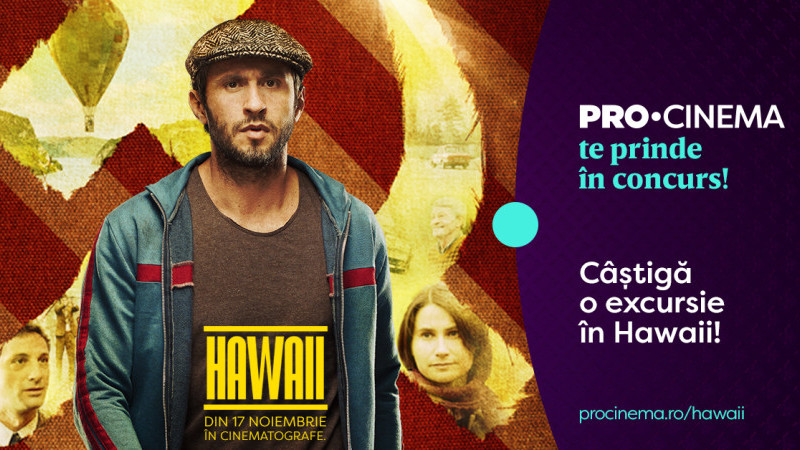 HAWAII
DIN 17 NOIEMBRIE
ÎN CINEMATOGRAFE.
PRO•CINEMA
te prinde
în concurs!
Câștigă
o excursie
în Hawaii!
procinema.ro/hawaii